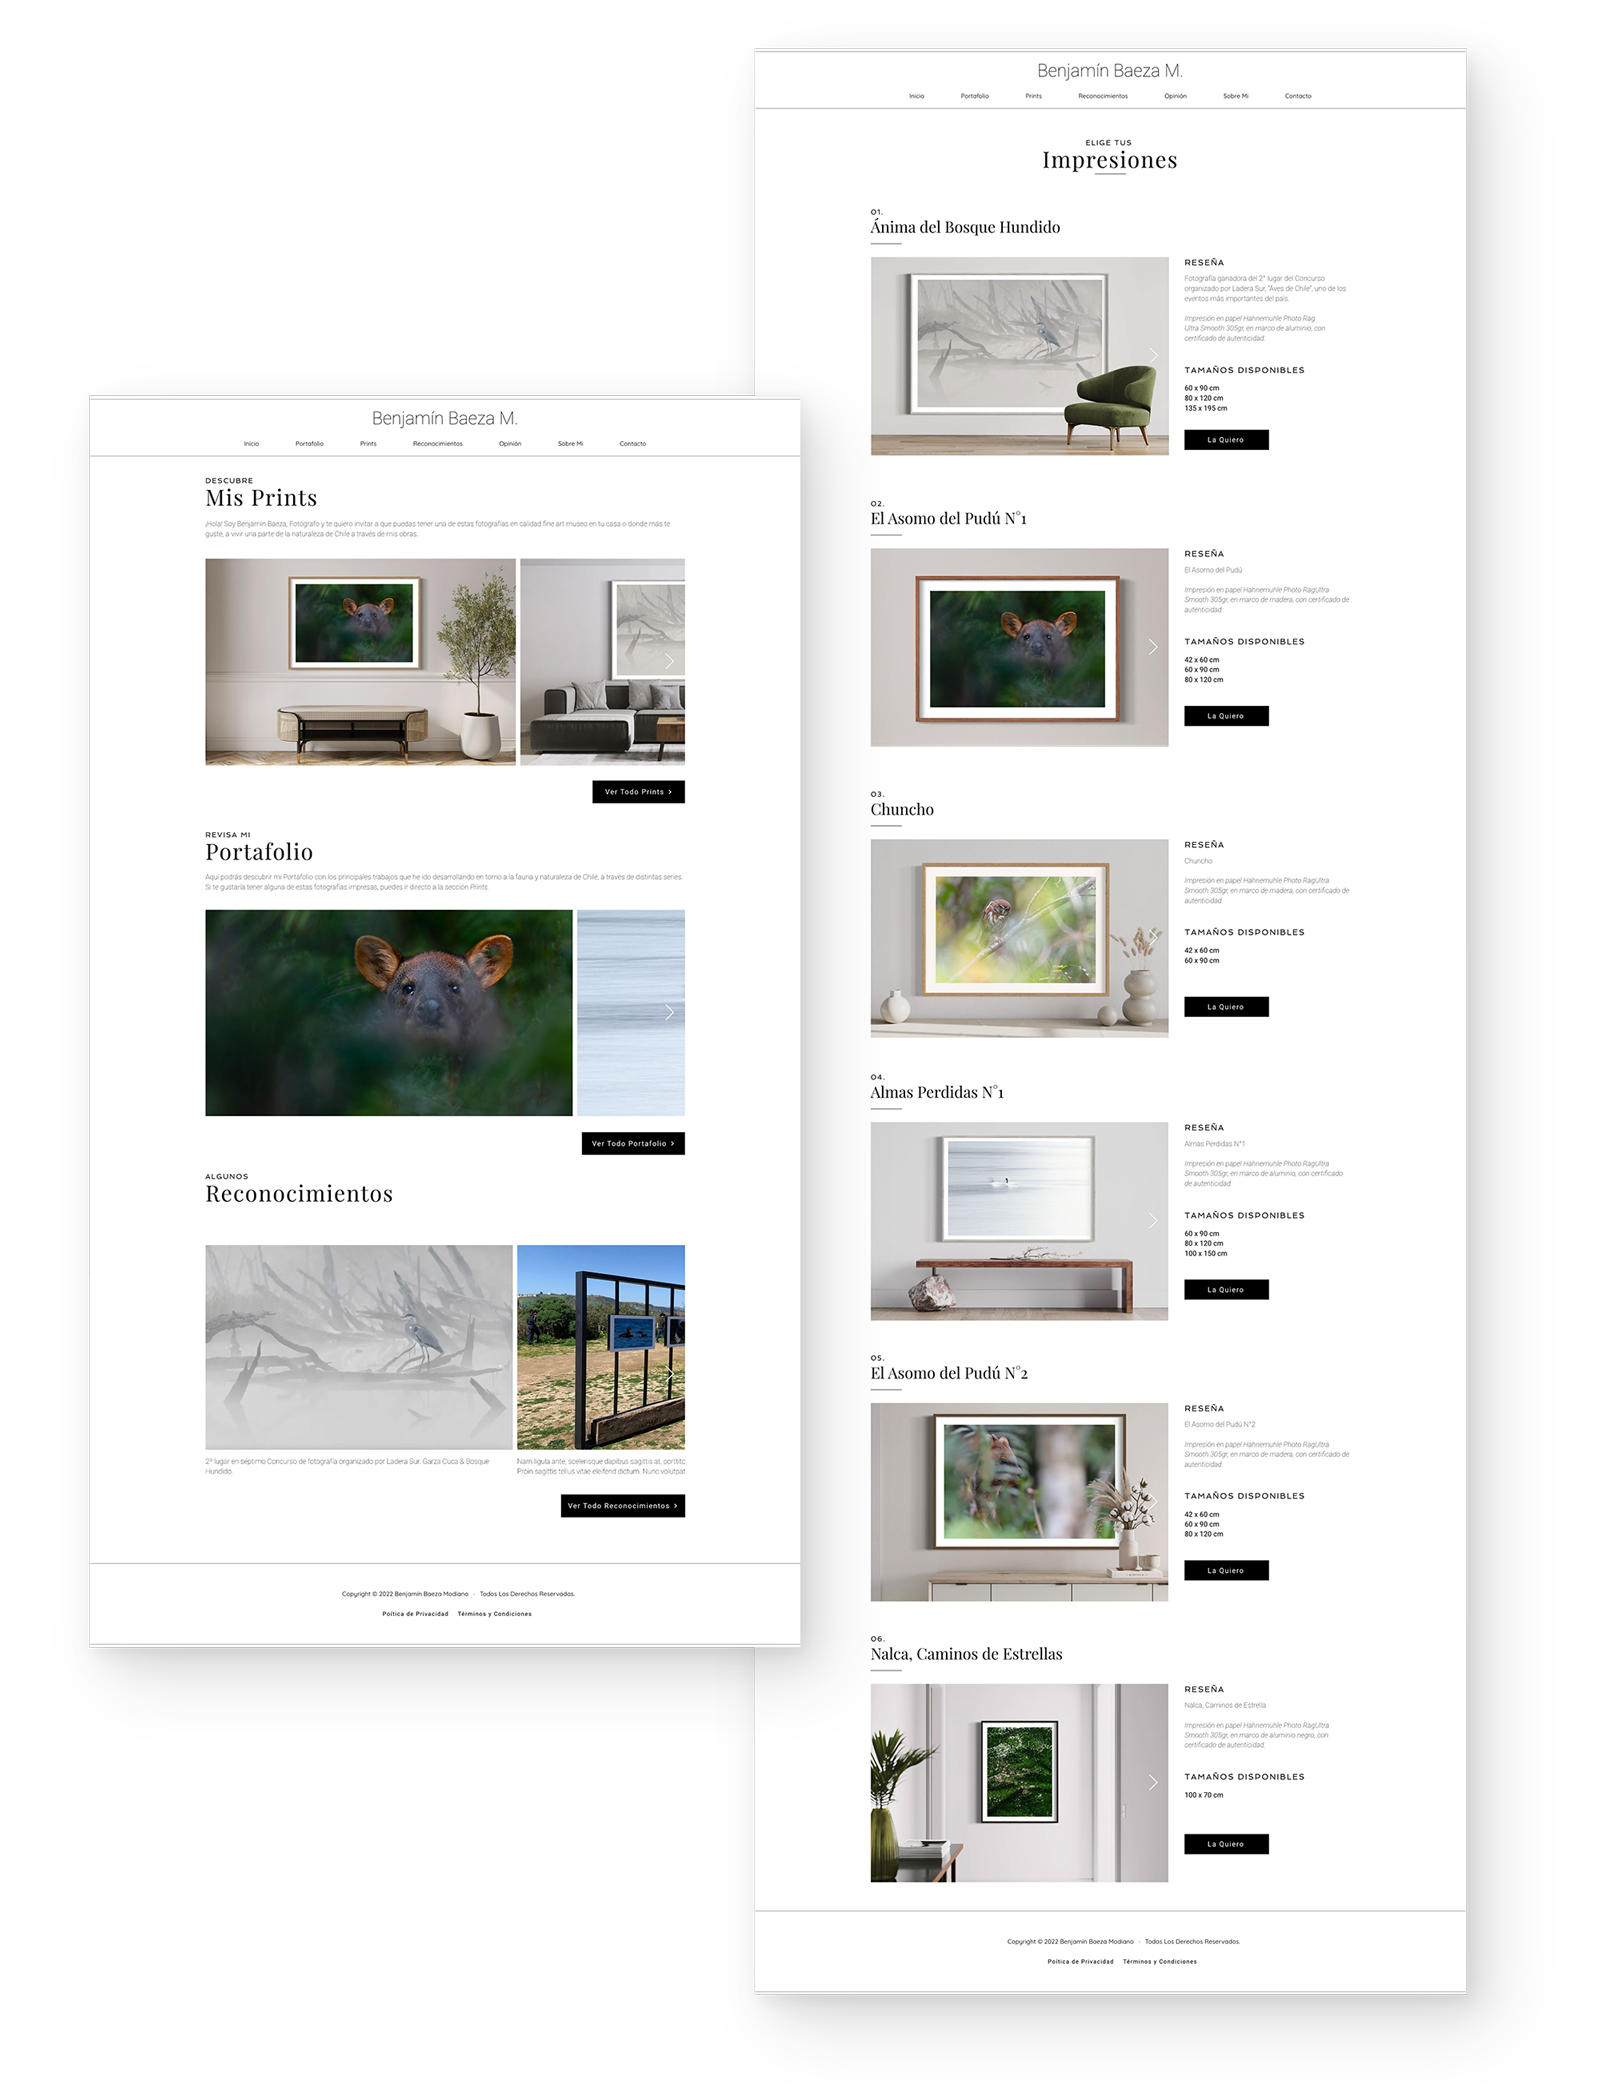 Benjamín Baeza M.
Inicio Portafolio Prints Reconocimientos Opinión Sobre Mi Contacto
DESCUBRE
Mis Prints
¡Hola! Soy Benjamín Baeza, Fotógrafo y te quiero invitar a que puedas tener una de estas fotografías en calidad fine art museo en tu casa o donde más te
guste, a vivir una parte de la naturaleza de Chile a través de mis obras.
Ver Todo Prints >
REVISA MI
Portafolio
Aquí podrás descubrir mi Portafolio con los principales trabajos que he ido desarrollando en torno a la fauna y naturaleza de Chile, a través de distintas series.
Si te gustaría tener alguna de estas fotografías impresas, puedes ir directo a la sección Prints.
Ver Todo Portafolio >
ALGUNOS
Reconocimientos
2º lugar en séptimo Concurso de fotografía organizado por Ladera Sur. Garza Cuca & Bosque
Hundido.
Nam ligula ante, scelerisque dapibus sagittis at, porttito
Proin sagittis tellus vitae eleifend dictum. Nunc volutpat
Ver Todo Reconocimientos >
Copyright © 2022 Benjamín Baeza Modiano - Todos Los Derechos Reservados.
Poítica de Privacidad Términos y Condiciones
Benjamín Baeza M.
Inicio Portafolio Prints Reconocimientos Opinión Sobre Mi Contacto
ELIGE TUS
Impresiones
01.
Ánima del Bosque Hundido
RESEÑA
Fotografía ganadora del 2° lugar del Concurso
organizado por Ladera Sur, "Aves de Chile", uno de los
eventos más importantes del país.
Impresión en papel Hahnemuhle Photo Rag
Ultra Smooth 305gr, en marco de aluminio, con
certificado de autenticidad.
TAMAÑOS DISPONIBLES
60 x 90 cm
80 x 120 cm
135 x 195 cm
La Quiero
02.
El Asomo del Pudú N°1
RESEÑA
El Asomo del Pudú
Impresión en papel Hahnemuhle Photo RagUltra
Smooth 305gr, en marco de madera, con certificado de
autenticidad.
TAMAÑOS DISPONIBLES
42 x 60 cm
60 x 90 cm
80 x 120 cm
La Quiero
03.
Chuncho
RESEÑA
Chuncho
Impresión en papel Hahnemuhle Photo RagUltra
Smooth 305gr, en marco de madera, con certificado de
autenticidad.
TAMAÑOS DISPONIBLES
42 x 60 cm
60 x 90 cm
La Quiero
04.
Almas Perdidas N°1
RESEÑA
Almas Perdidas N°1
Impresión en papel Hahnemuhle Photo RagUltra
Smooth 305gr, en marco de aluminio, con certificado
de autenticidad.
TAMAÑOS DISPONIBLES
60 x 90 cm
80 x 120 cm
100 x 150 cm
La Quiero
05.
El Asomo del Pudú N°2
RESEÑA
El Asomo del Pudú N°2
Impresión en papel Hahnemuhle Photo RagUltra
Smooth 305gr, en marco de madera, con certificado de
autenticidad.
TAMAÑOS DISPONIBLES
42 x 60 cm
60 x 90 cm
80 x 120 cm
La Quiero
06.
Nalca, Caminos de Estrellas
RESEÑA
Nalca, Caminos de Estrella
Impresión en papel Hahnemuhle Photo RagUltra
Smooth 305gr, en marco de aluminio negro, con
certificado de autenticidad.
TAMAÑOS DISPONIBLES
100 x 70 cm
La Quiero
Copyright © 2022 Benjamín Baeza Modiano - Todos Los Derechos Reservados.
Poítica de Privacidad Términos y Condiciones